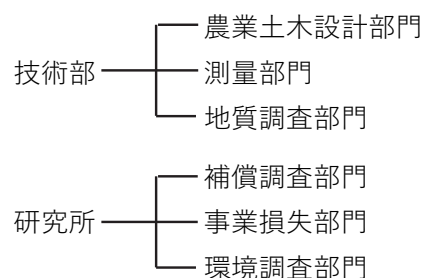 農業土木設計部門
技術部
測量部門
地質調査部門
補償調査部門
研究所
事業損失部門
環境調査部門